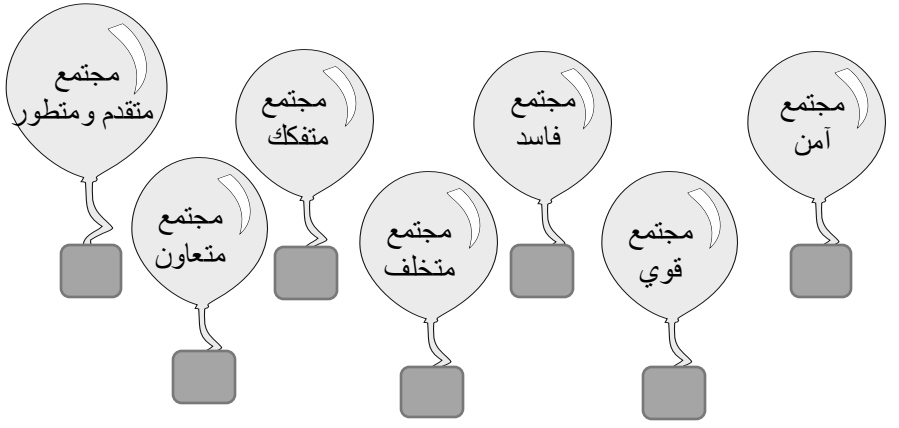 مجتمع
آمن
مجتمع
فاسد
مجتمع
متفكك
مجتمع
متقدم ومتطور
مجتمع
قوي
مجتمع
متخلف
مجتمع
متعاون